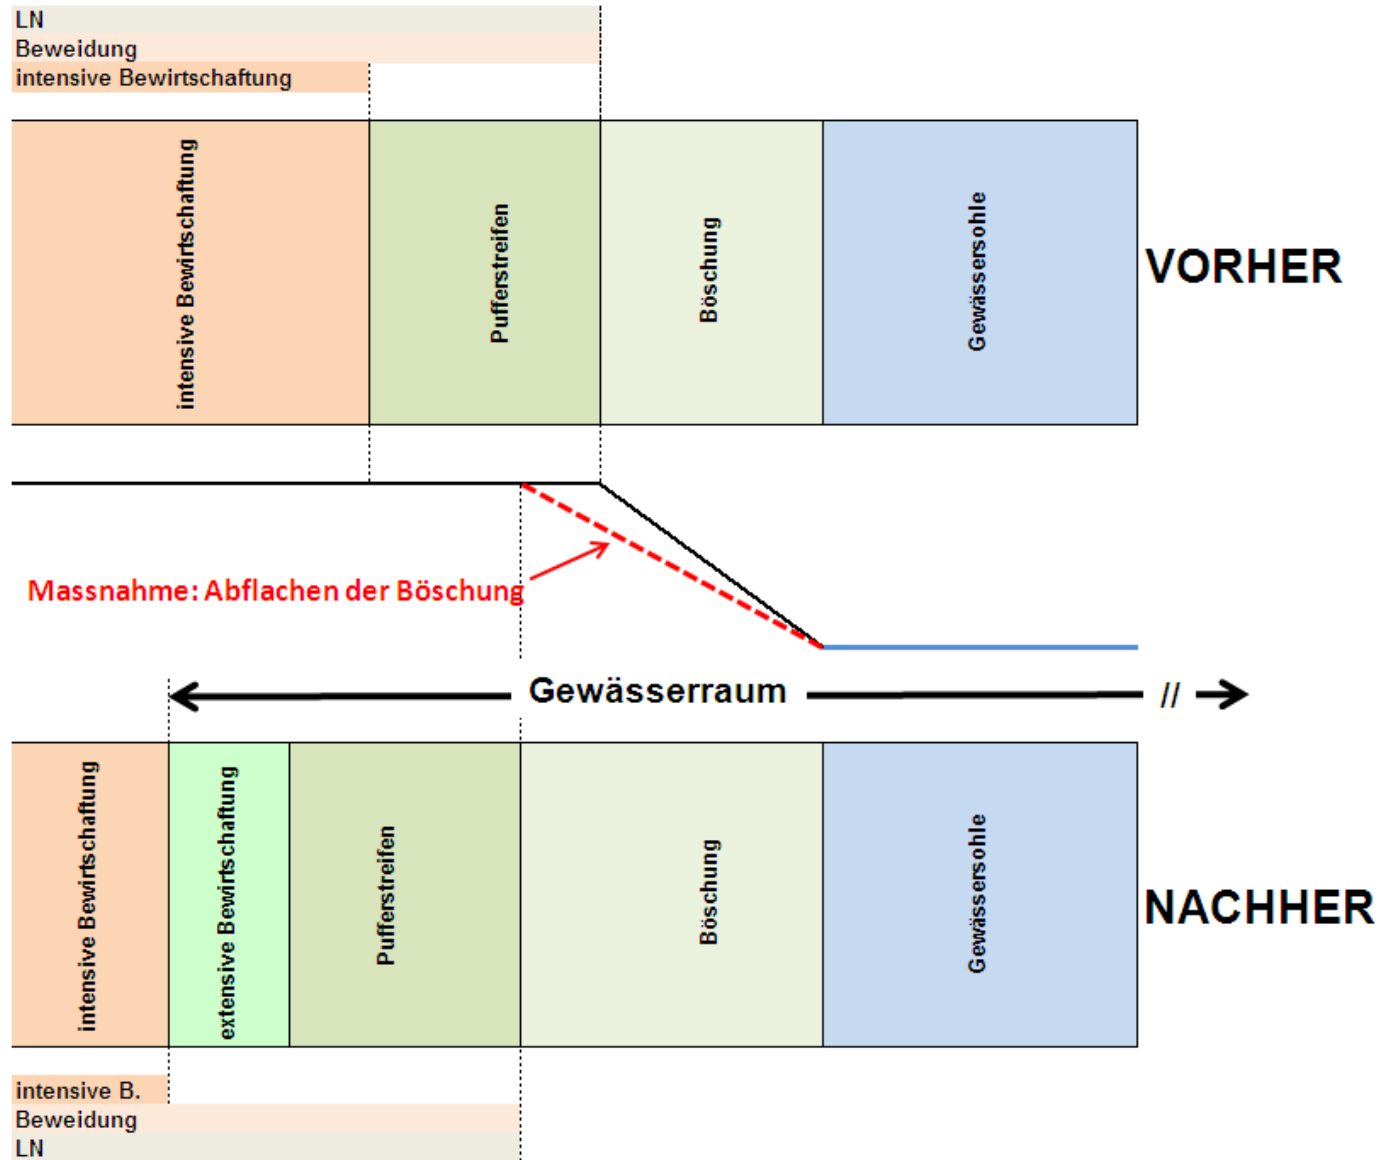 LN
Beweidung
intensive Bewirtschaftung
intensive Bewirtschaftung
Pufferstreifen
Böschung
Gewässersohle
VORHER
Massnahme: Abflachen der Böschung
Gewässerraum
//
intensive Bewirtschaftung
extensive Bewirtschaftung
Pufferstreifen
Böschung
Gewässersohle
NACHHER
intensive B.
Beweidung
LN